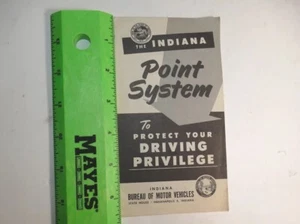 THE INDIANA
Point
System
To
PROTECT YOUR
DRIVING
PRIVILEGE
INDIANA
BUREAU OF MOTOR VEHICLES
MAYES